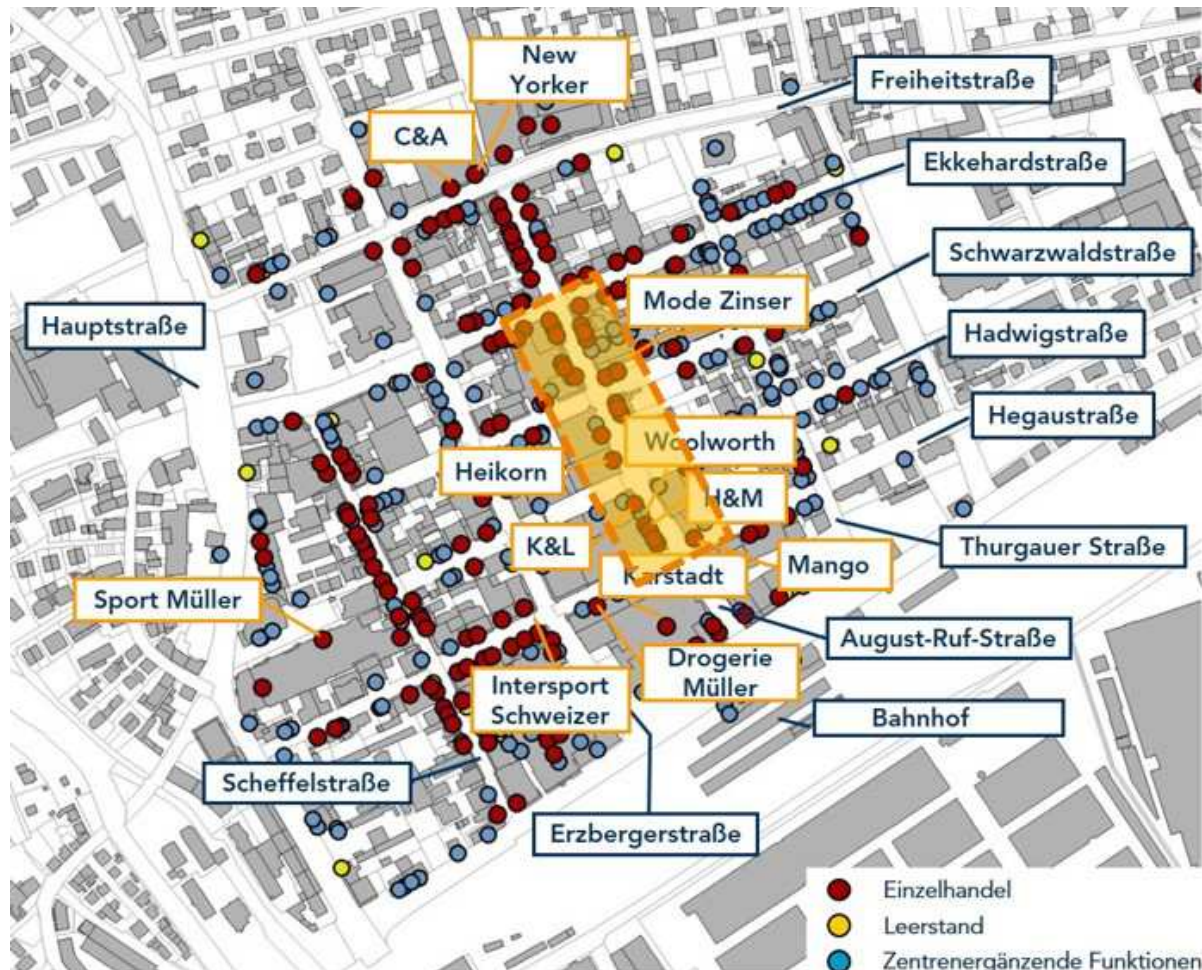 New
Yorker
Freiheitstraße
C&A
Ekkehardstraße
Schwarzwaldstraße
Mode Zinser
Hauptstraße
Hadwigstraße
Hegaustraße
Woolworth
Heikorn
H&M
K&L
Thurgauer Straße
Mango
Karstadt
Sport Müller
August-Ruf-Straße
Drogerie
Müller
Intersport
Schweizer
Bahnhof
Scheffelstraße
Erzbergerstraße
Einzelhandel
Leerstand
Zentrenergänzende Funktionen